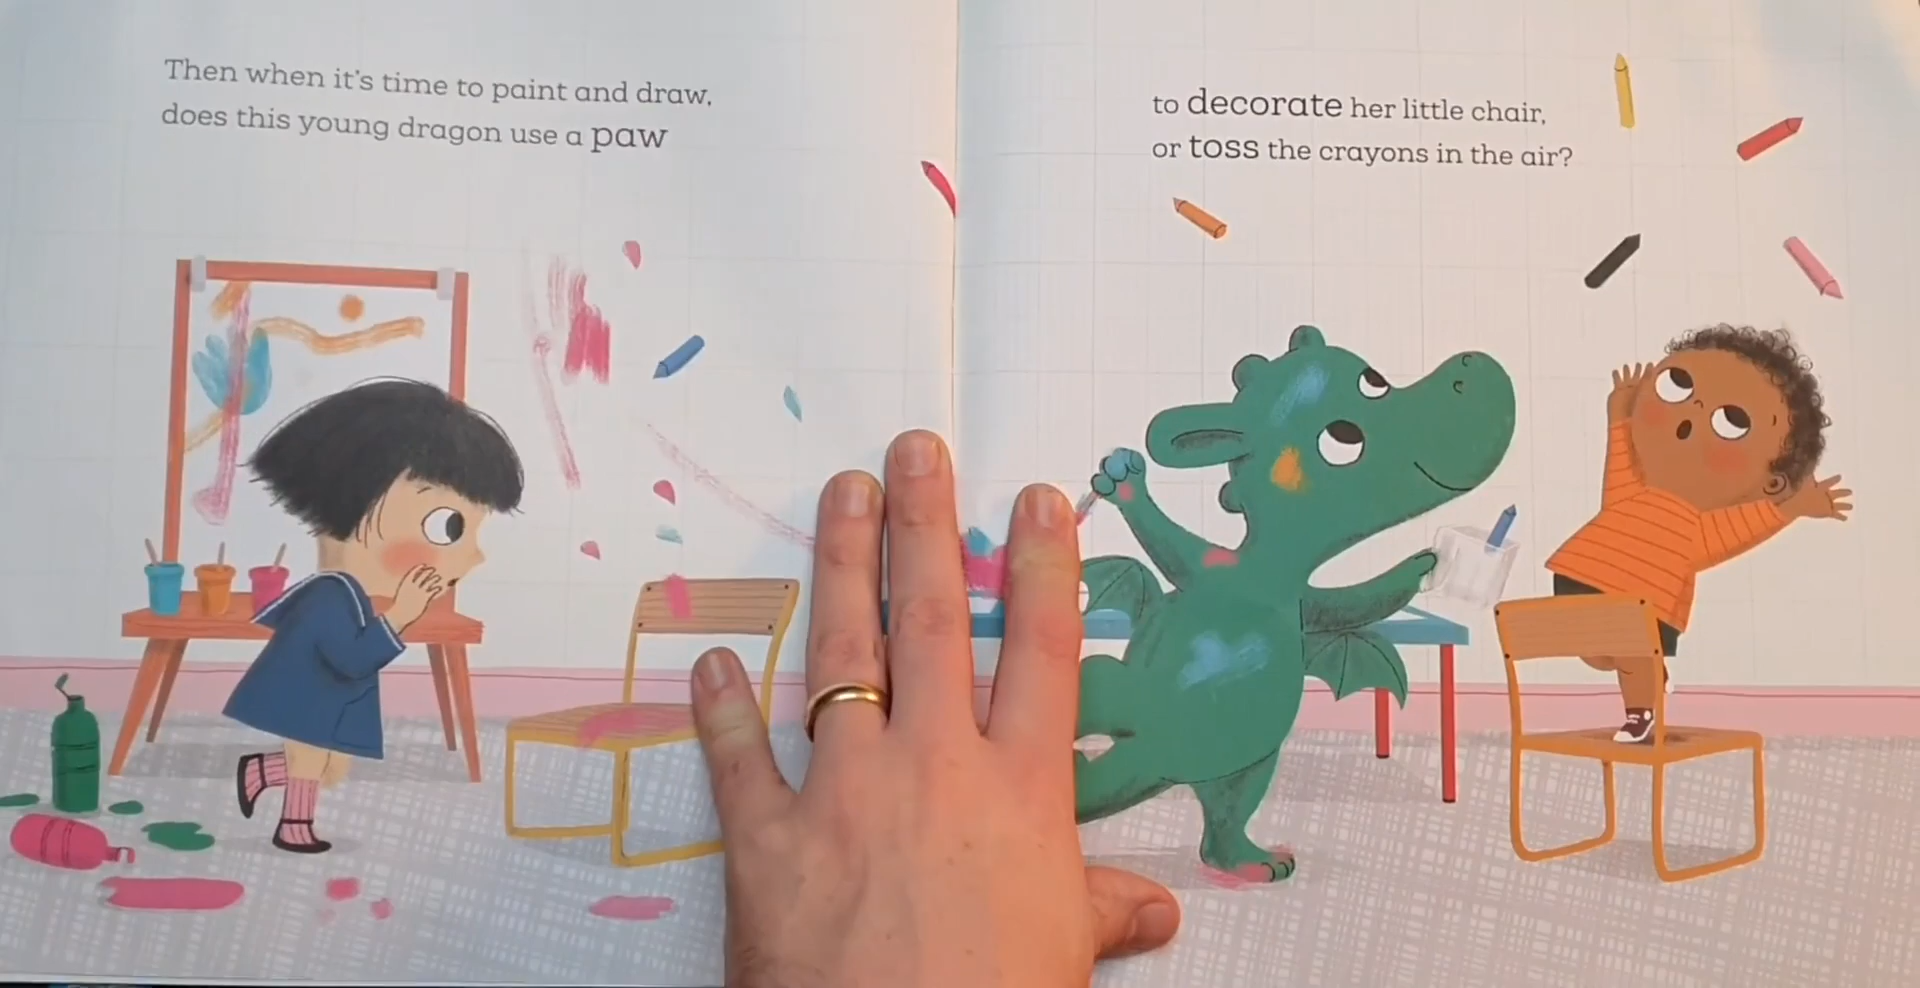 Then when it's time to paint and draw,
does this young dragon use a paw
to decorate her little chair,
or toss the crayons in the air?